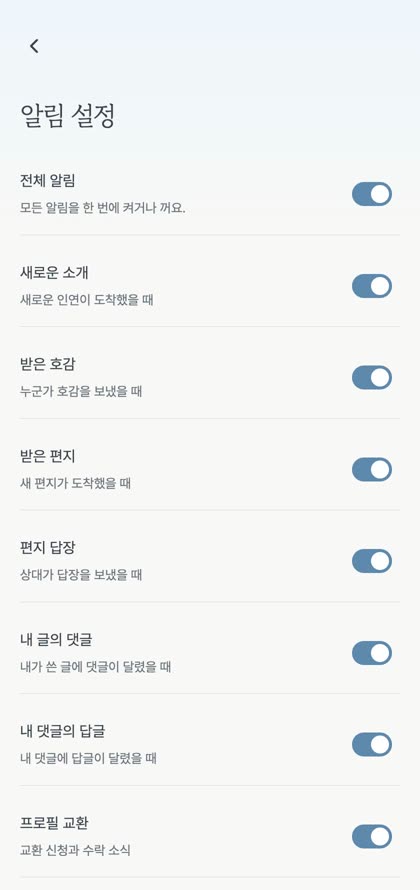 알림 설정
전체 알림
모든 알림을 한 번에 켜거나 꺼요.
새로운 소개
새로운 인연이 도착했을 때
받은 호감
누군가 호감을 보냈을 때
받은 편지
새 편지가 도착했을 때
편지 답장
상대가 답장을 보냈을 때
내 글의 댓글
내가 쓴 글에 댓글이 달렸을 때
내 댓글의 답글
내 댓글에 답글이 달렸을 때
프로필 교환
교환 신청과 수락 소식